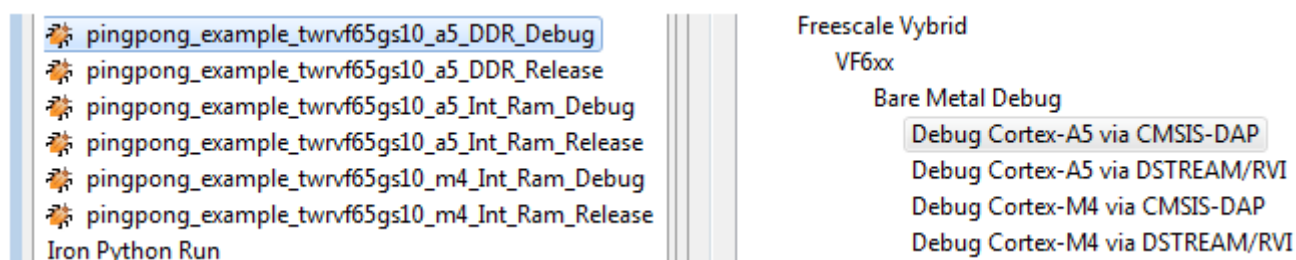 pingpong_example_twrvf65gs10_a5_DDR_Debug
pingpong_example_twrvf65gs10_a5_DDR_Release
pingpong_example_twrvf65gs10_a5_Int_Ram_Debug
pingpong_example_twrvf65gs10_a5_Int_Ram_Release
pingpong_example_twrvf65gs10_m4_Int_Ram_Debug
pingpong_example_twrvf65gs10_m4_Int_Ram_Release
Iron Python Run
Freescale Vybrid
VF6xx
Bare Metal Debug
Debug Cortex-A5 via CMSIS-DAP
Debug Cortex-A5 via DSTREAM/RVI
Debug Cortex-M4 via CMSIS-DAP
Debug Cortex-M4 via DSTREAM/RVI